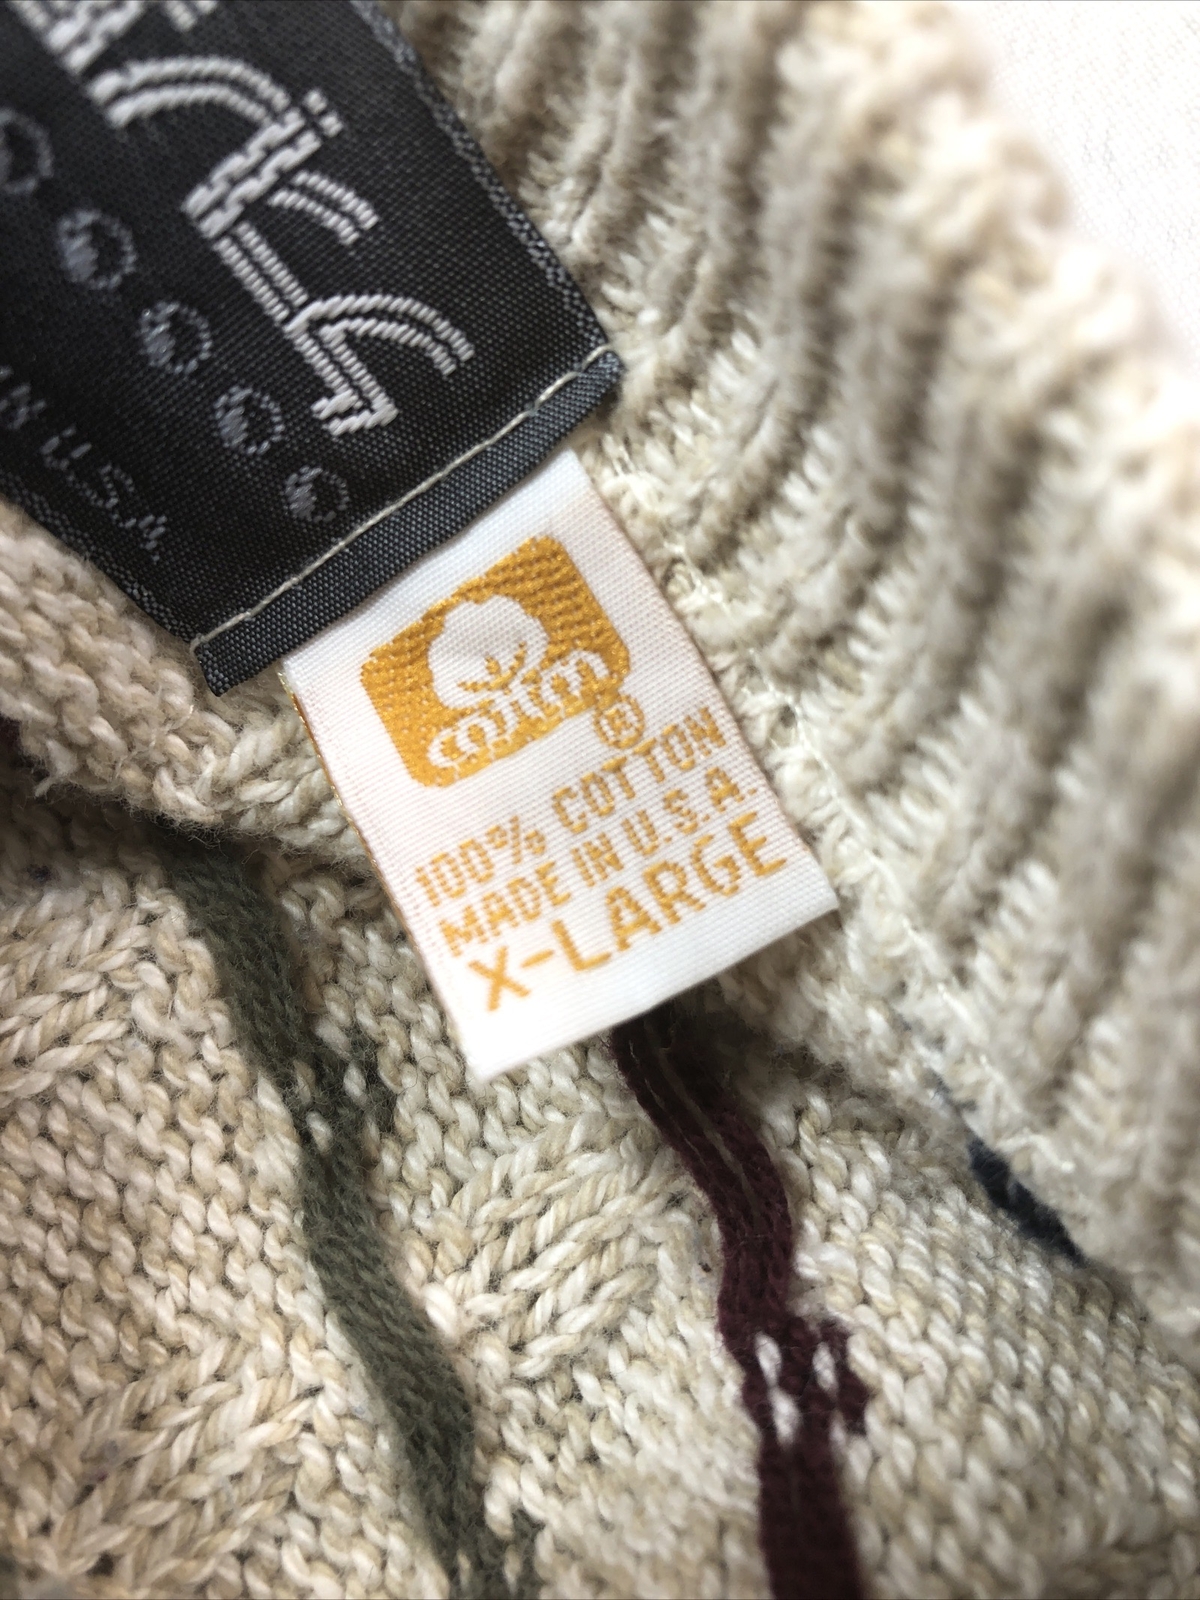 U.S.A.
cotton®
100% COTTON
MADE IN U.S.A.
X-LARGE